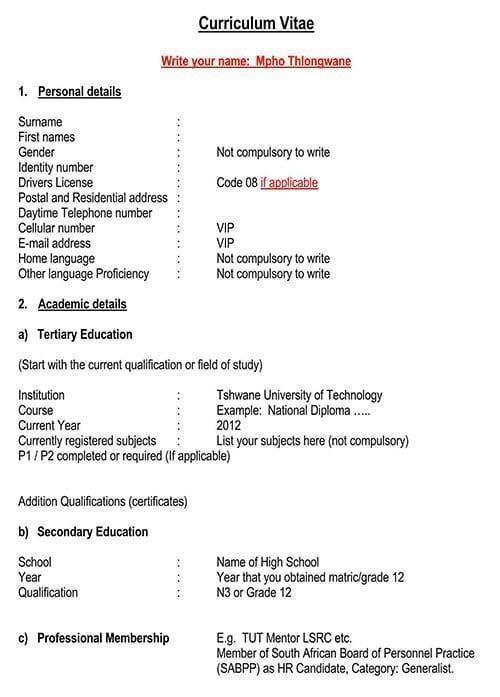 Curriculum Vitae
Write your name: Mpho Thlongwane
1. Personal details
Surname :
First names :
Gender : Not compulsory to write
Identity number :
Drivers License : Code 08 if applicable
Postal and Residential address :
Daytime Telephone number :
Cellular number : VIP
E-mail address : VIP
Home language : Not compulsory to write
Other language Proficiency : Not compulsory to write
2. Academic details
a) Tertiary Education
(Start with the current qualification or field of study)
Institution : Tshwane University of Technology
Course : Example: National Diploma …..
Current Year : 2012
Currently registered subjects : List your subjects here (not compulsory)
P1 / P2 completed or required (If applicable)
Addition Qualifications (certificates)
b) Secondary Education
School : Name of High School
Year : Year that you obtained matric/grade 12
Qualification : N3 or Grade 12
c) Professional Membership E.g. TUT Mentor LSRC etc.
Member of South African Board of Personnel Practice
(SABPP) as HR Candidate, Category: Generalist.